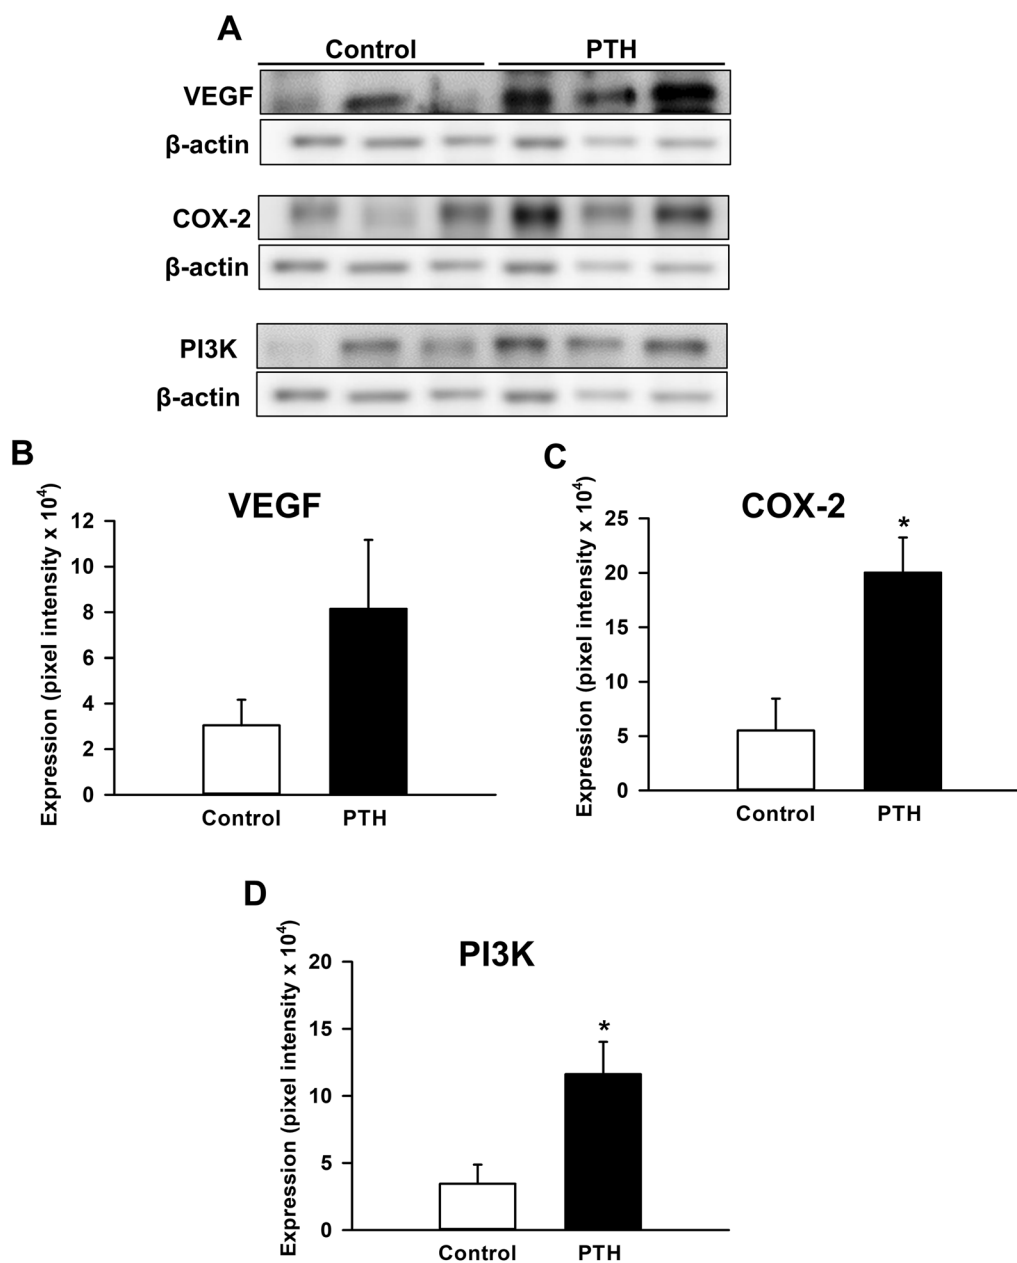 A
Control PTH
VEGF
β-actin
COX-2
β-actin
PI3K
β-actin
B
VEGF
Expression (pixel intensity x 10⁴)
12
10
8
6
4
2
0
Control PTH
C
COX-2
Expression (pixel intensity x 10⁴)
25
20
15
10
5
0
*
Control PTH
D
PI3K
Expression (pixel intensity x 10⁴)
20
15
10
5
0
*
Control PTH